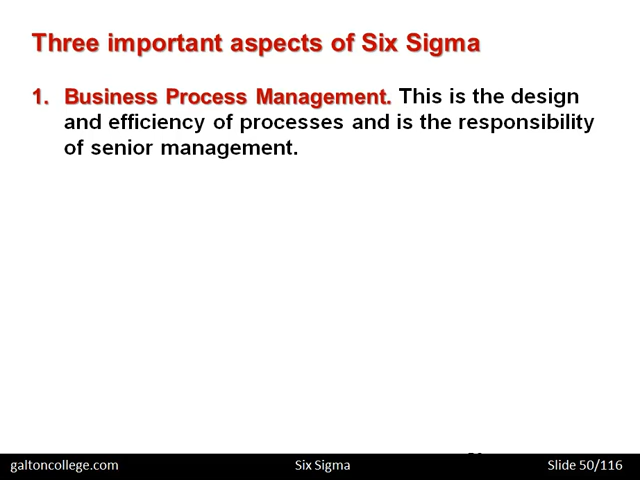 Three important aspects of Six Sigma
1. Business Process Management. This is the design
and efficiency of processes and is the responsibility
of senior management.
galtoncollege.com Six Sigma Slide 50/116